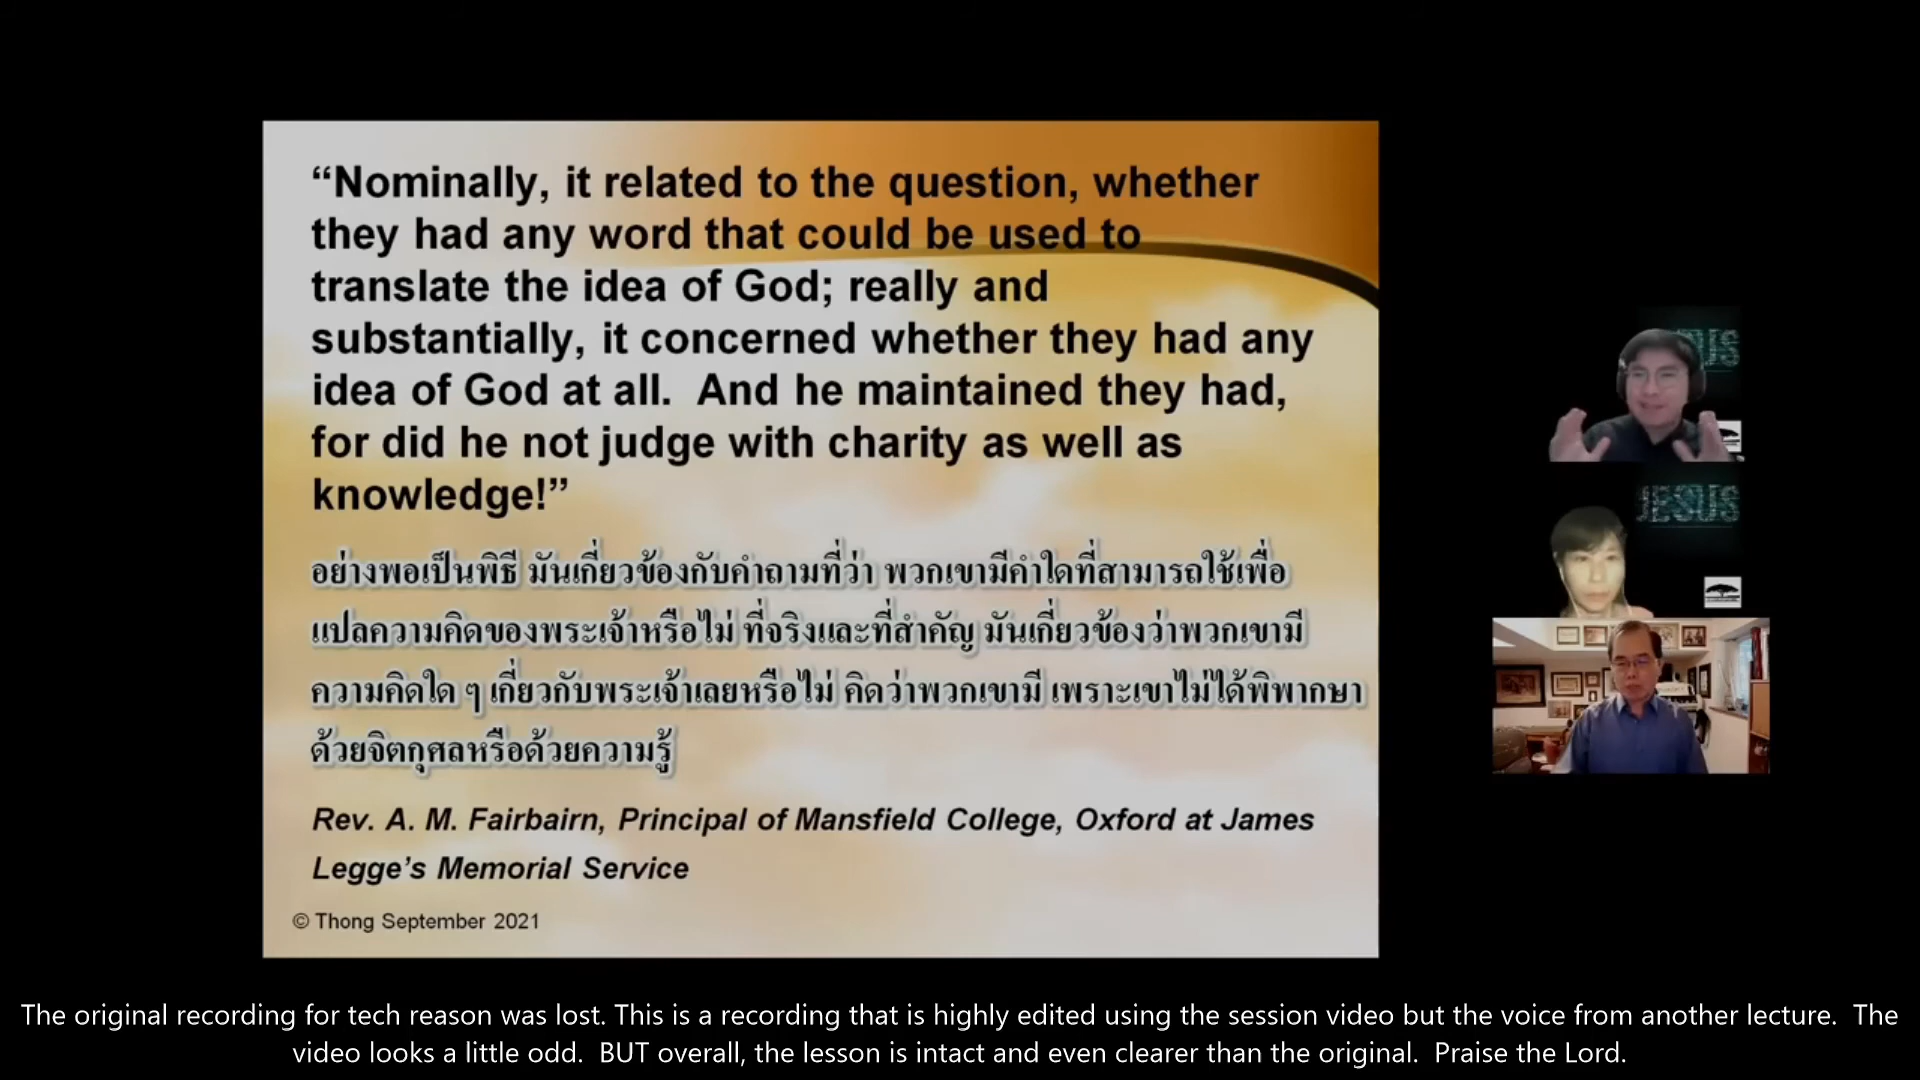 “Nominally, it related to the question, whether
they had any word that could be used to
translate the idea of God; really and
substantially, it concerned whether they had any
idea of God at all.  And he maintained they had,
for did he not judge with charity as well as
knowledge!”
อย่างพอเป็นพิธี มันเกี่ยวข้องกับคำถามที่ว่า พวกเขามีคำใดที่สามารถใช้เพื่อ
แปลความคิดของพระเจ้าหรือไม่ ที่จริงและที่สำคัญ มันเกี่ยวข้องว่าพวกเขามี
ความคิดใด ๆ เกี่ยวกับพระเจ้าเลยหรือไม่ คิดว่าพวกเขามี เพราะเขาไม่ได้พิพากษา
ด้วยจิตกุศลหรือด้วยความรู้
Rev. A. M. Fairbairn, Principal of Mansfield College, Oxford at James
Legge’s Memorial Service
© Thong September 2021
JESUS
The original recording for tech reason was lost. This is a recording that is highly edited using the session video but the voice from another lecture.  The
video looks a little odd.  BUT overall, the lesson is intact and even clearer than the original.  Praise the Lord.